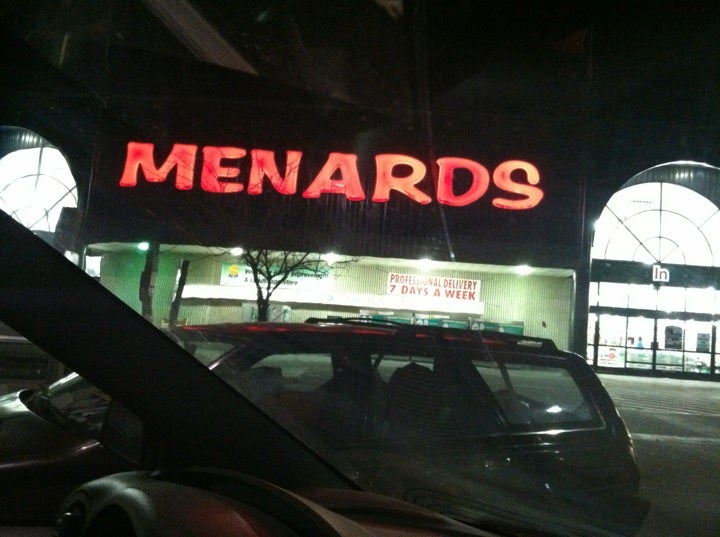 MENARDS
PROFESSIONAL DELIVERY
7 DAYS A WEEK
In